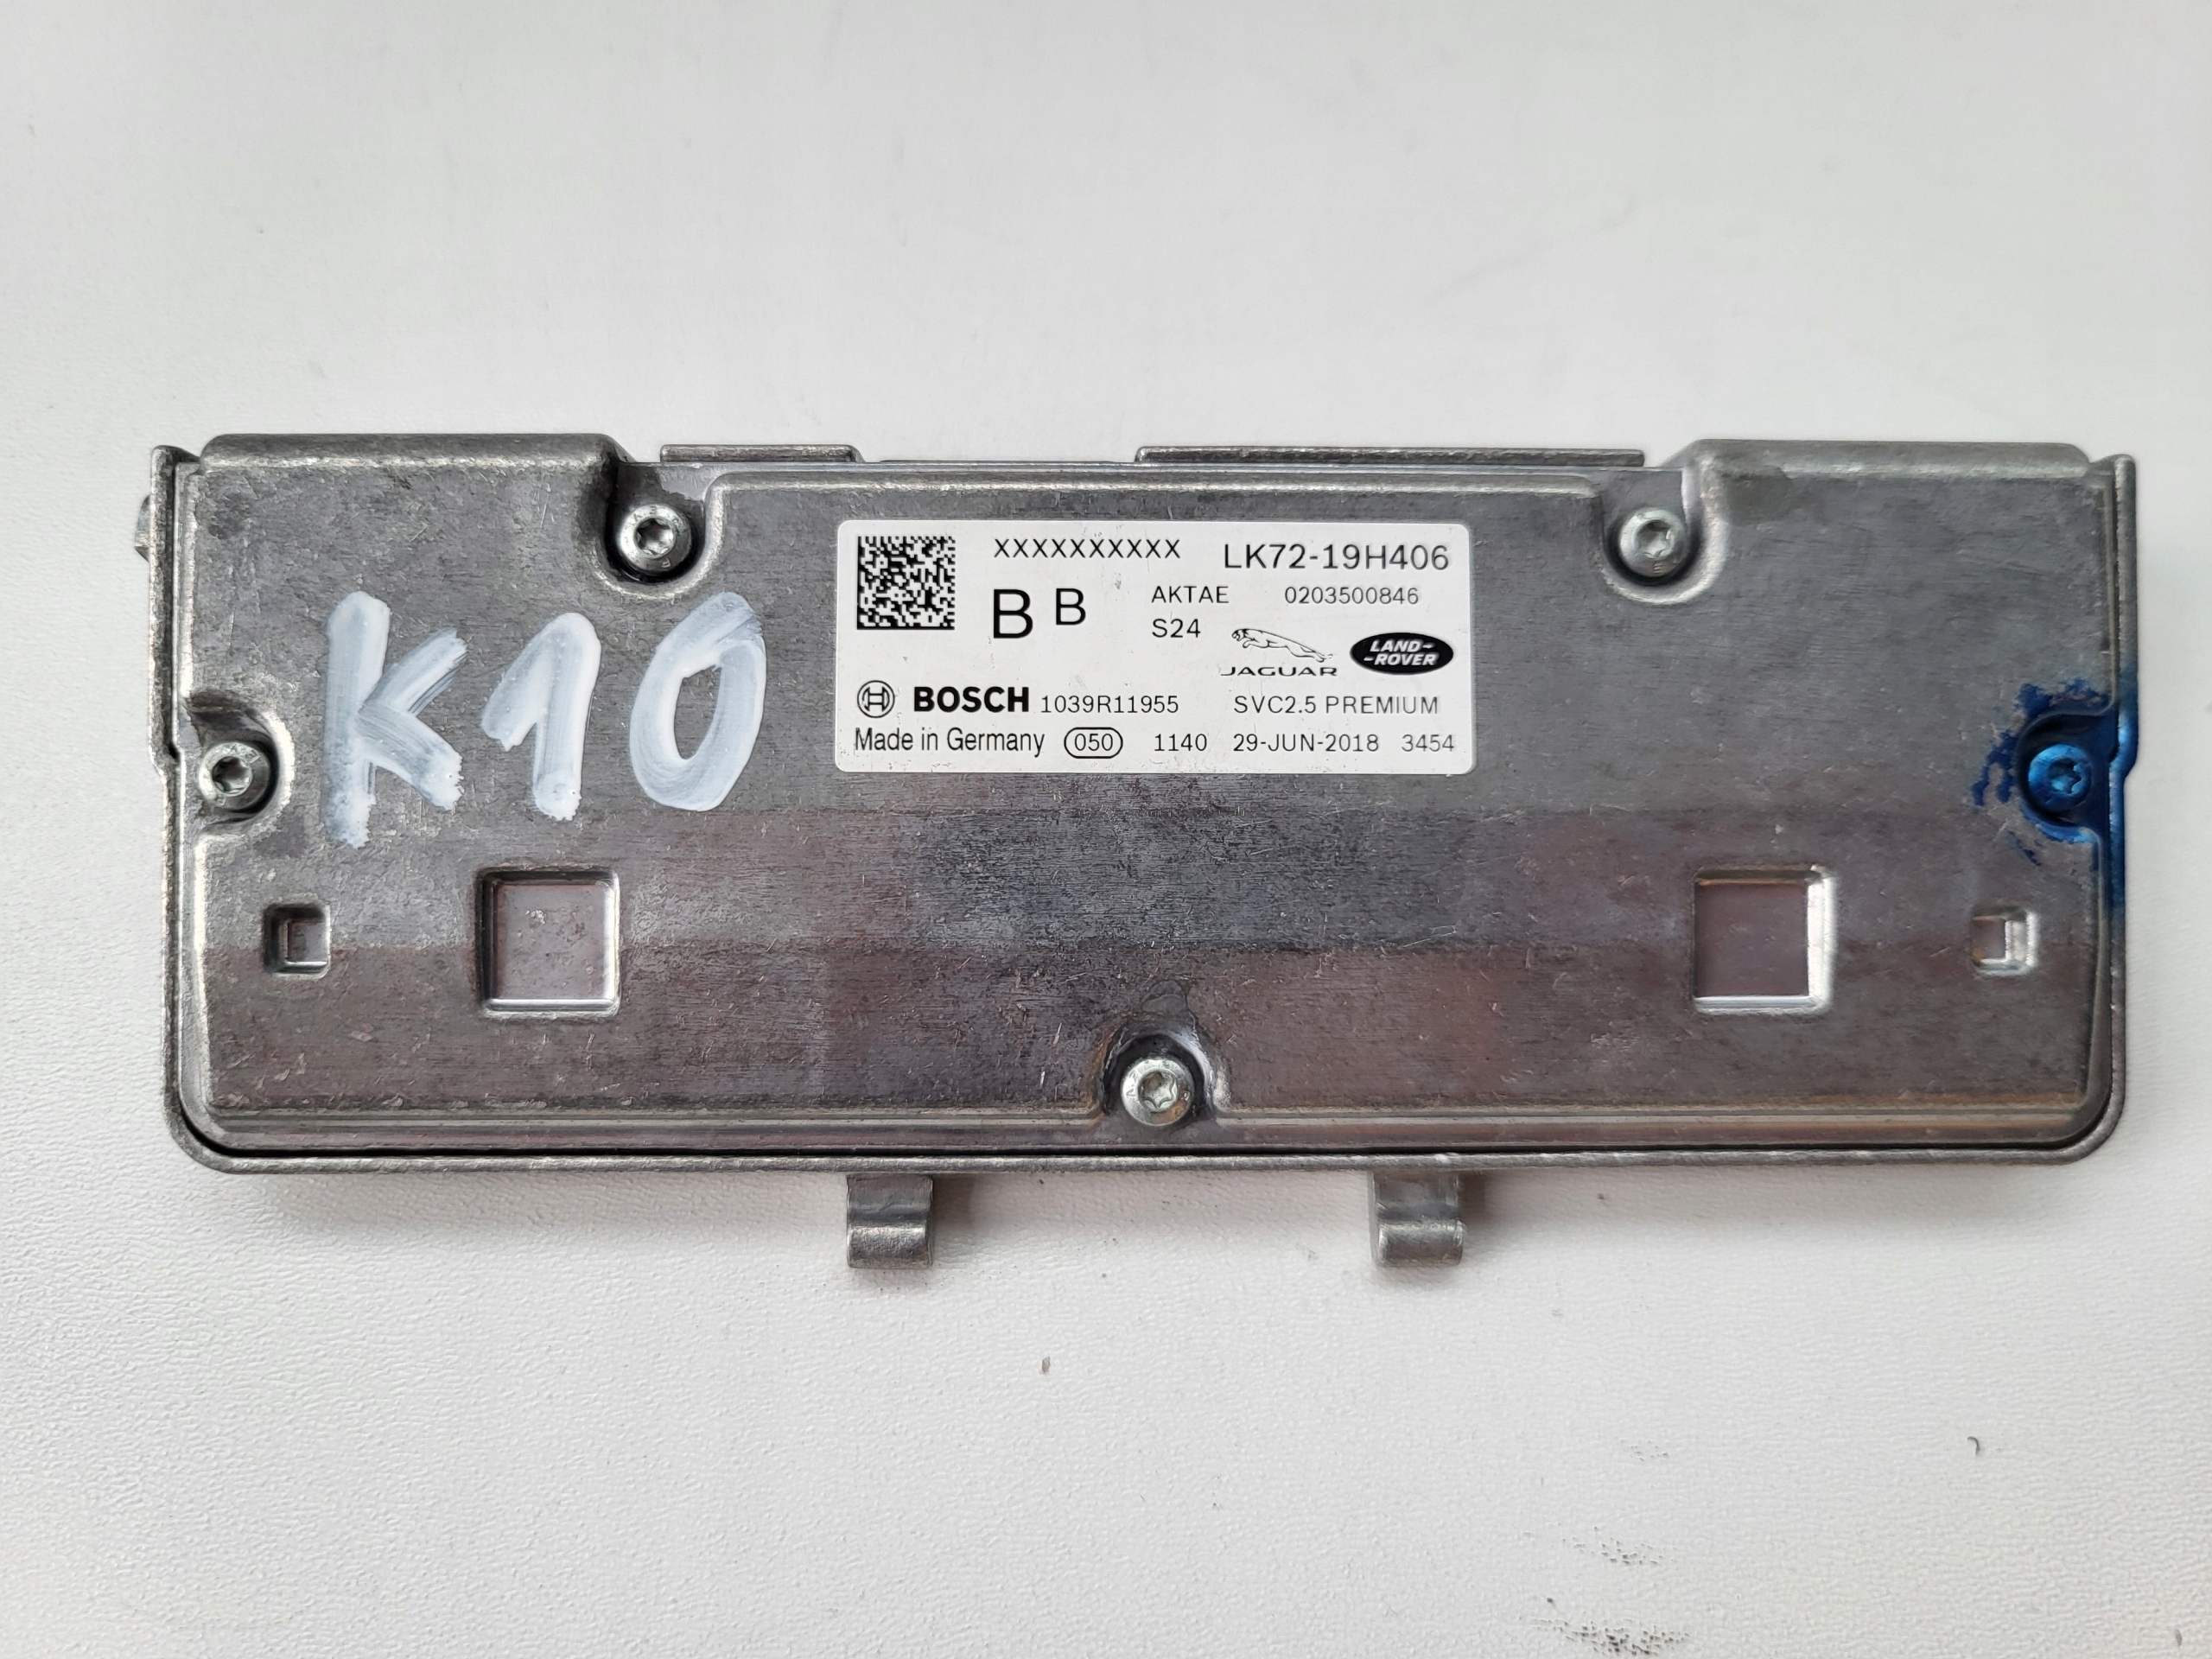 K10
XXXXXXXXXX LK72-19H406
B B AKTAE 0203500846
S24
JAGUAR
LAND-
-ROVER
BOSCH 1039R11955 SVC2.5 PREMIUM
Made in Germany 050 1140 29-JUN-2018 3454